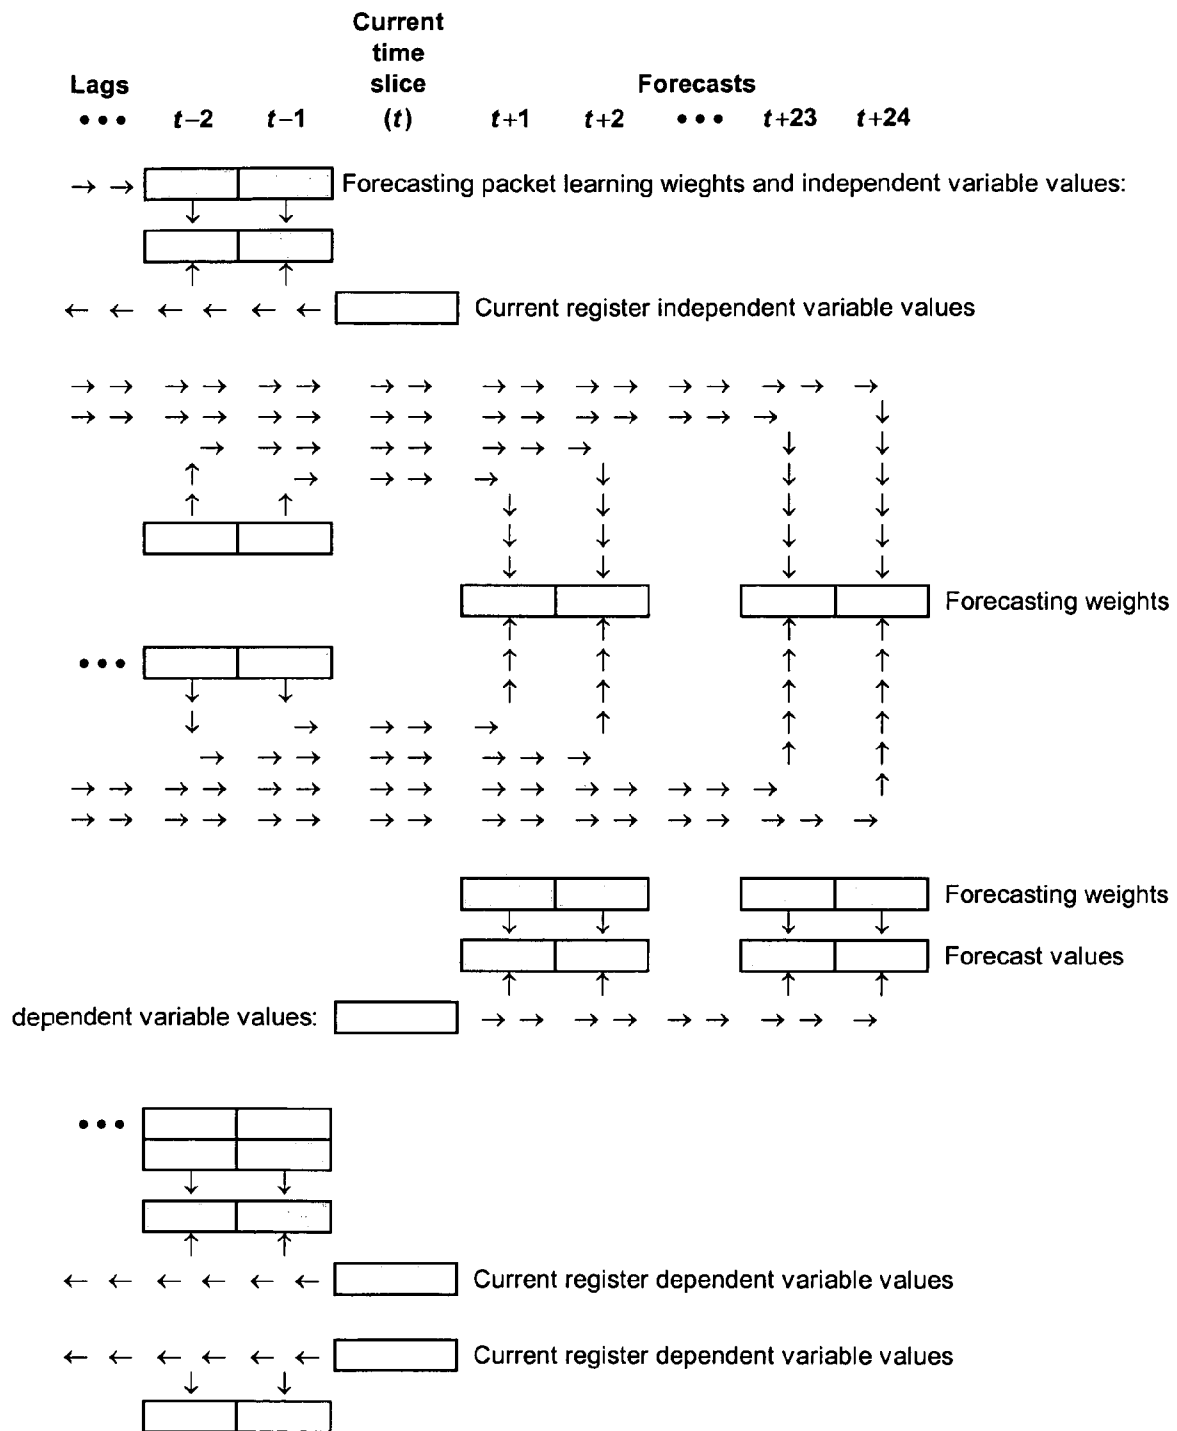 Current
time
Lags slice Forecasts
••• t−2 t−1 (t) t+1 t+2 ••• t+23 t+24
Forecasting packet learning wieghts and independent variable values:
Current register independent variable values
Forecasting weights
•••
Forecasting weights
Forecast values
dependent variable values:
•••
Current register dependent variable values
Current register dependent variable values